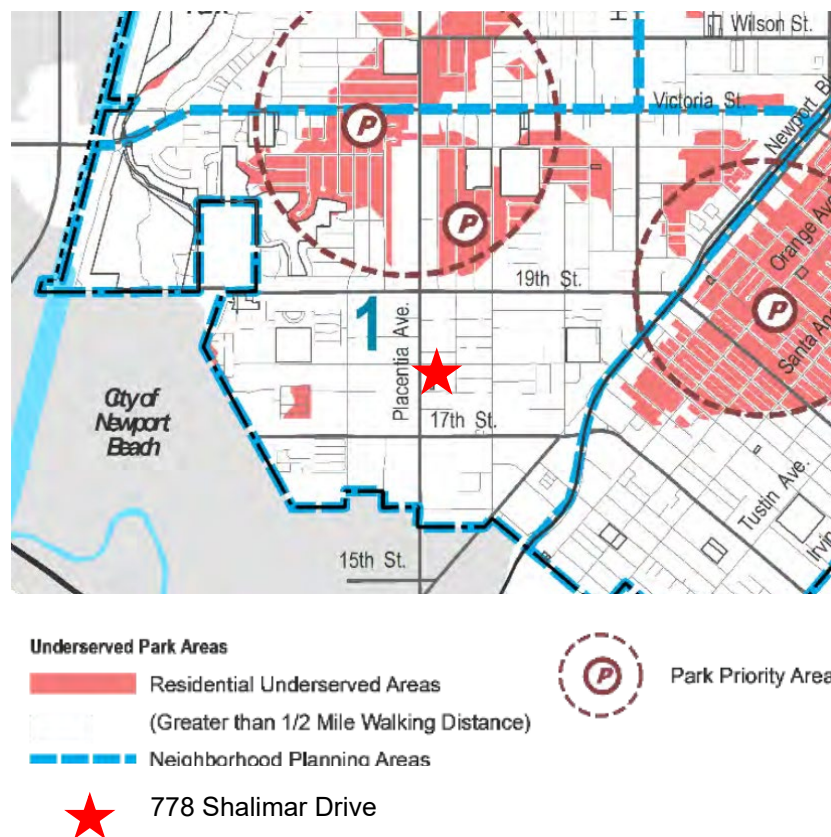 Wilson St.
Victoria St.
Newport Bl
P
Orange Ave
P
19th St.
P
1
Placentia Ave.
Santa An
City of
Newport
Beach
17th St.
Tustin Ave.
Irvin
15th St.
Underserved Park Areas
Residential Underserved Areas
P
Park Priority Area
(Greater than 1/2 Mile Walking Distance)
Neighborhood Planning Areas
778 Shalimar Drive